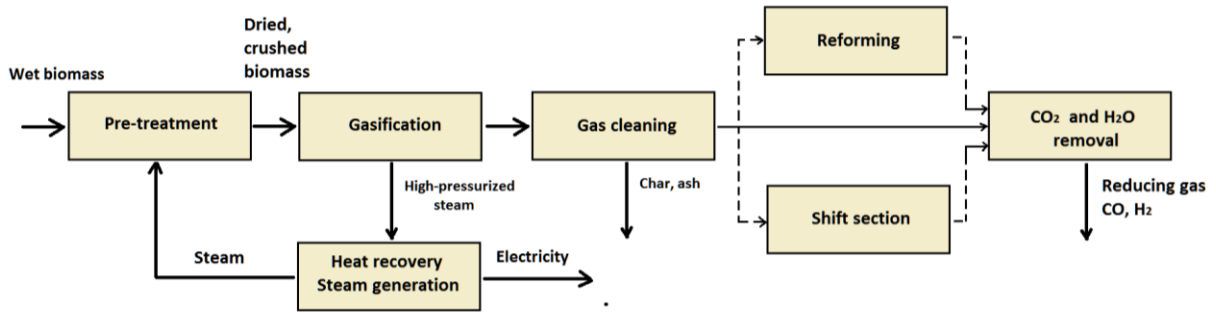 Wet biomass
Pre-treatment
Dried,
crushed
biomass
Gasification
Gas cleaning
Reforming
Shift section
CO₂ and H₂O
removal
High-pressurized
steam
Char, ash
Reducing gas
CO, H₂
Steam
Heat recovery
Steam generation
Electricity